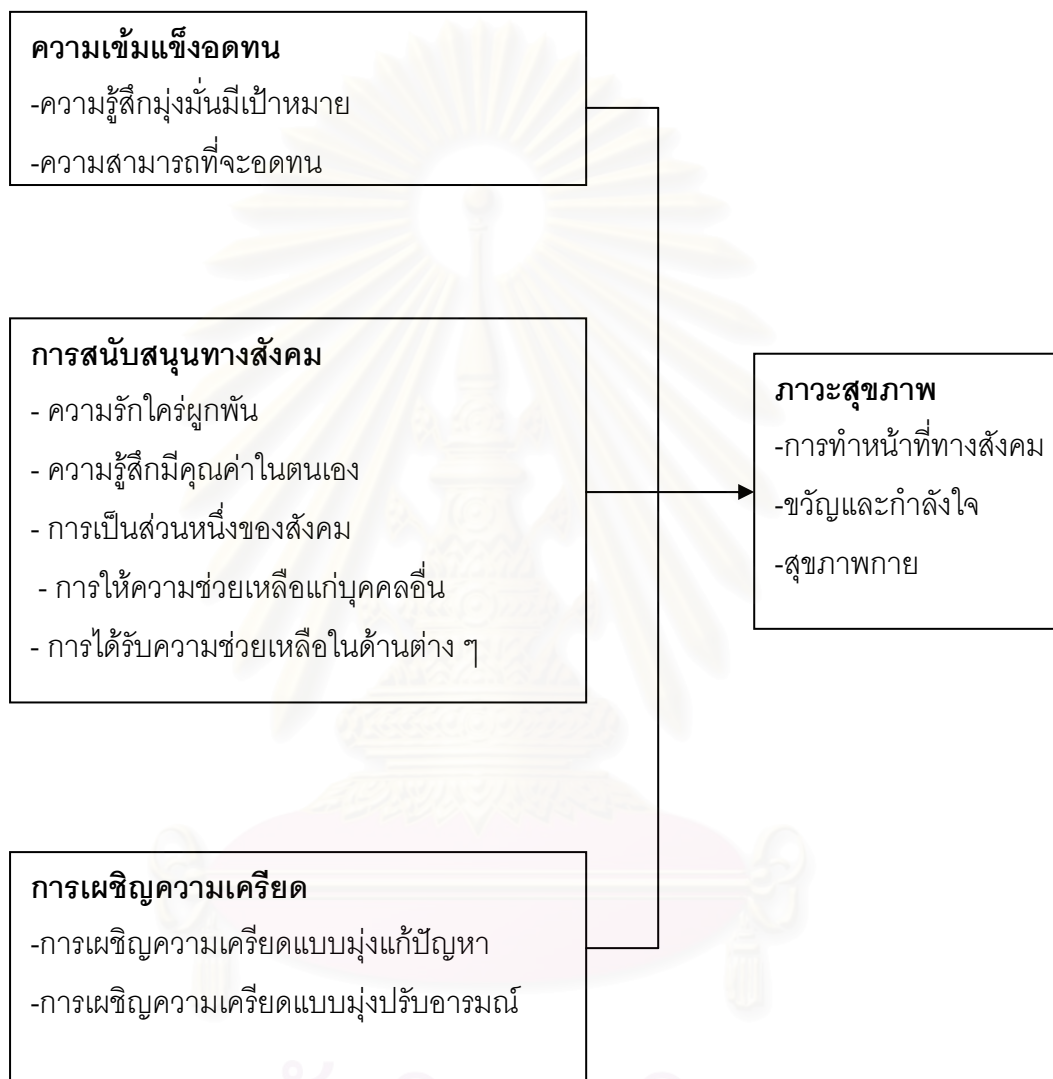 ความเข้มแข็งอดทน
-ความรู้สึกมุ่งมั่นมีเป้าหมาย
-ความสามารถที่จะอดทน
การสนับสนุนทางสังคม
- ความรักใคร่ผูกพัน
- ความรู้สึกมีคุณค่าในตนเอง
- การเป็นส่วนหนึ่งของสังคม
- การให้ความช่วยเหลือแก่บุคคลอื่น
- การได้รับความช่วยเหลือในด้านต่าง ๆ
ภาวะสุขภาพ
-การทำหน้าที่ทางสังคม
-ขวัญและกำลังใจ
-สุขภาพกาย
การเผชิญความเครียด
-การเผชิญความเครียดแบบมุ่งแก้ปัญหา
-การเผชิญความเครียดแบบมุ่งปรับอารมณ์